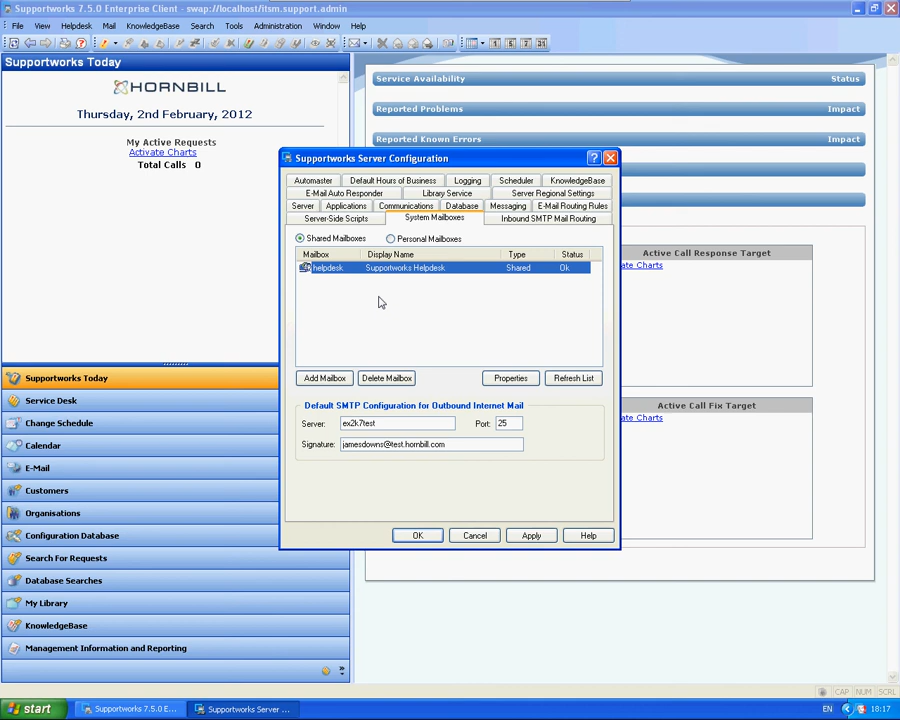 Supportworks 7.5.0 Enterprise Client - swap://localhost/itsm.support.admin
File View Helpdesk Mail KnowledgeBase Search Tools Administration Window Help
Supportworks Today
HORNBILL
Thursday, 2nd February, 2012
My Active Requests
Activate Charts
Total Calls 0
Supportworks Today
Service Desk
Change Schedule
Calendar
E-Mail
Customers
Organisations
Configuration Database
Search For Requests
Database Searches
My Library
KnowledgeBase
Management Information and Reporting
Service Availability Status
Reported Problems Impact
Reported Known Errors Impact
Active Call Response Target
ate Charts
Active Call Fix Target
ate Charts
Supportworks Server Configuration
Automaster Default Hours of Business Logging Scheduler KnowledgeBase
E-Mail Auto Responder Library Service Server Regional Settings
Server Applications Communications Database Messaging E-Mail Routing Rules
Server-Side Scripts System Mailboxes Inbound SMTP Mail Routing
Shared Mailboxes Personal Mailboxes
Mailbox Display Name Type Status
helpdesk Supportworks Helpdesk Shared Ok
Add Mailbox Delete Mailbox Properties Refresh List
Default SMTP Configuration for Outbound Internet Mail
Server: ex2k7test Port: 25
Signature: jamesdowns@test.hornbill.com
OK Cancel Apply Help
CAP NUM SCRL
start Supportworks 7.5.0 E... Supportworks Server ... EN 18:17